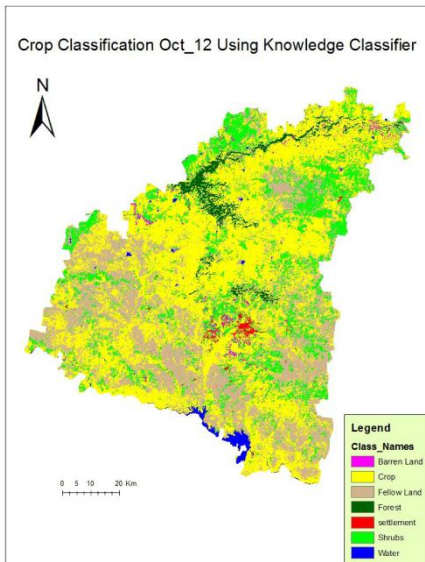 Crop Classification Oct_12 Using Knowledge Classifier
N
0 5 10 20 Km
Legend
Class_Names
Barren Land
Crop
Fellow Land
Forest
settlement
Shrubs
Water